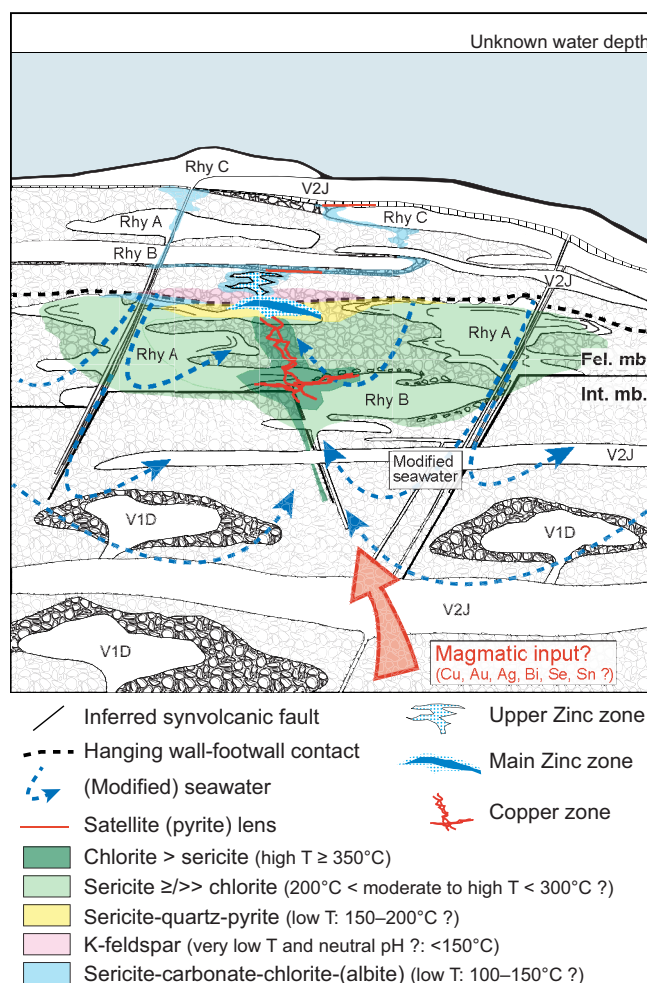 Unknown water depth
Rhy C
V2J
Rhy A
Rhy C
Rhy B
V2J
Rhy A
Rhy A
Fel. mb.
Int. mb.
Rhy B
Modified
seawater
V2J
V1D
V1D
V2J
V1D
Magmatic input?
(Cu, Au, Ag, Bi, Se, Sn ?)
Inferred synvolcanic fault
Upper Zinc zone
Hanging wall-footwall contact
Main Zinc zone
(Modified) seawater
Copper zone
Satellite (pyrite) lens
Chlorite > sericite (high T ≥ 350°C)
Sericite ≥/>> chlorite (200°C < moderate to high T < 300°C ?)
Sericite-quartz-pyrite (low T: 150–200°C ?)
K-feldspar (very low T and neutral pH ?: <150°C)
Sericite-carbonate-chlorite-(albite) (low T: 100–150°C ?)